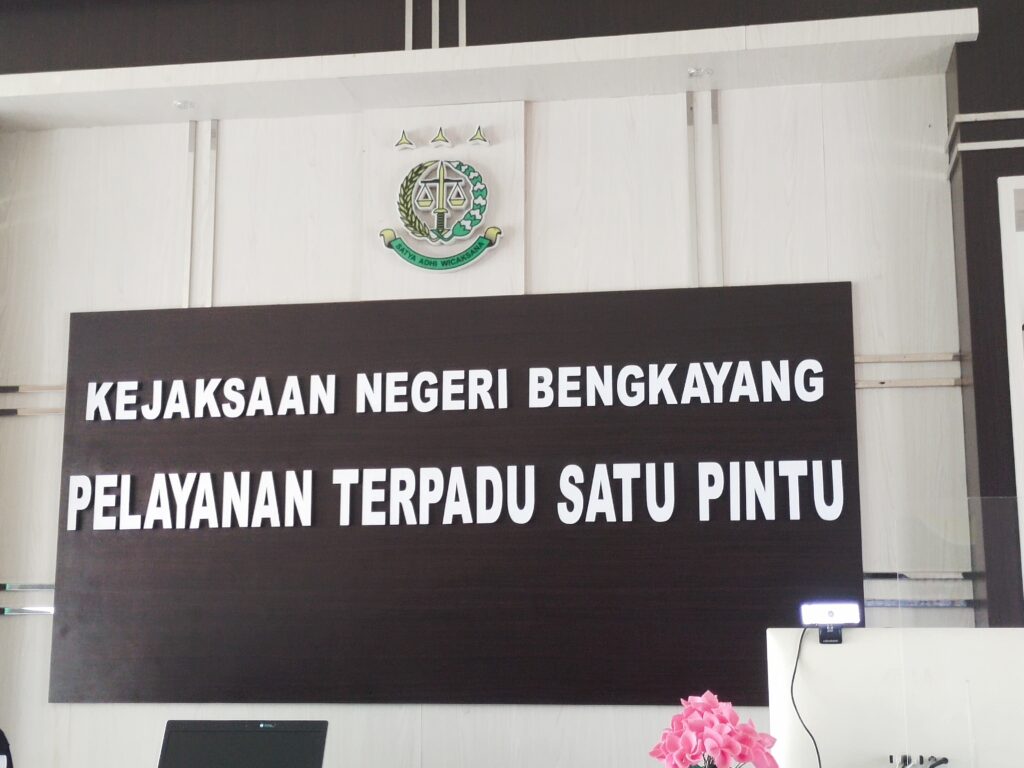 SATYA ADHI WICAKSANA
KEJAKSAAN NEGERI BENGKAYANG
PELAYANAN TERPADU SATU PINTU